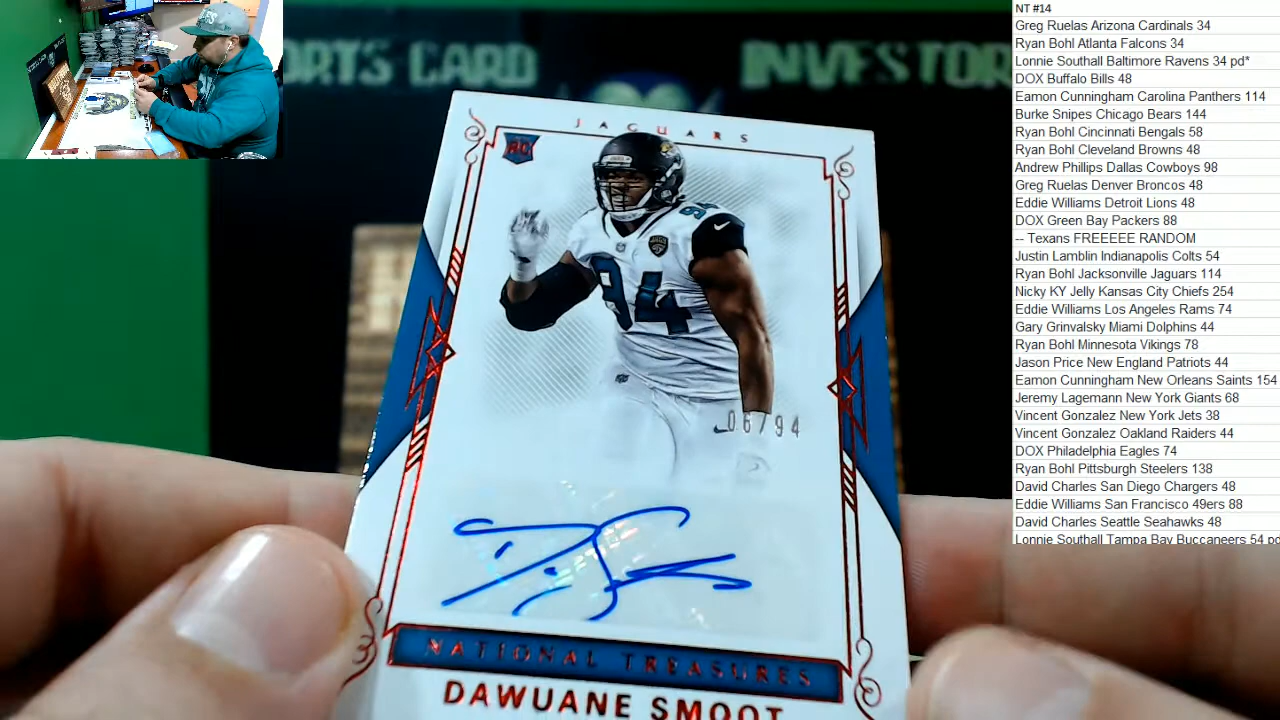 SPORTS CARD INVESTOR
JAGUARS
RC
94
94
06/94
NATIONAL TREASURES
DAWUANE SMOOT
NT #14
Greg Ruelas Arizona Cardinals 34
Ryan Bohl Atlanta Falcons 34
Lonnie Southall Baltimore Ravens 34 pd*
DOX Buffalo Bills 48
Eamon Cunningham Carolina Panthers 114
Burke Snipes Chicago Bears 144
Ryan Bohl Cincinnati Bengals 58
Ryan Bohl Cleveland Browns 48
Andrew Phillips Dallas Cowboys 98
Greg Ruelas Denver Broncos 48
Eddie Williams Detroit Lions 48
DOX Green Bay Packers 88
-- Texans FREEEEE RANDOM
Justin Lamblin Indianapolis Colts 54
Ryan Bohl Jacksonville Jaguars 114
Nicky KY Jelly Kansas City Chiefs 254
Eddie Williams Los Angeles Rams 74
Gary Grinvalsky Miami Dolphins 44
Ryan Bohl Minnesota Vikings 78
Jason Price New England Patriots 44
Eamon Cunningham New Orleans Saints 154
Jeremy Lagemann New York Giants 68
Vincent Gonzalez New York Jets 38
Vincent Gonzalez Oakland Raiders 44
DOX Philadelphia Eagles 74
Ryan Bohl Pittsburgh Steelers 138
David Charles San Diego Chargers 48
Eddie Williams San Francisco 49ers 88
David Charles Seattle Seahawks 48
Lonnie Southall Tampa Bay Buccaneers 54 pd